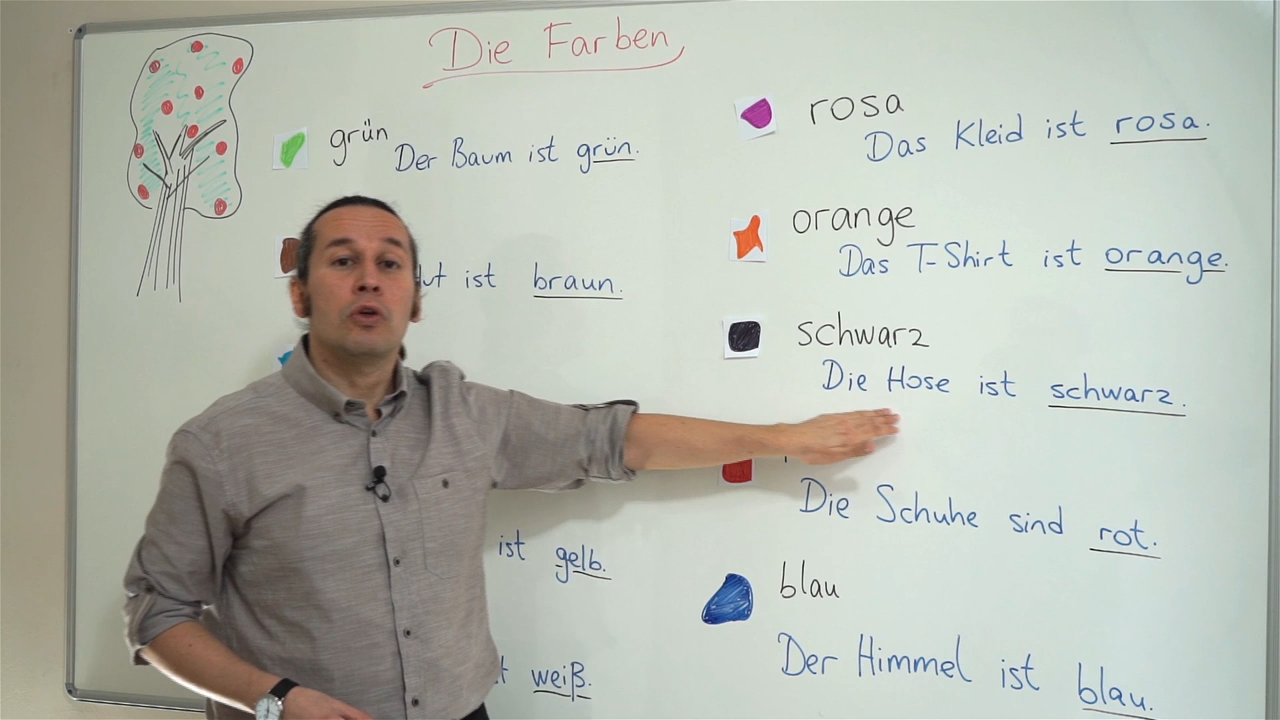 Die Farben
grün
Der Baum ist grün.
ist braun.
ist gelb.
weiß.
rosa
Das Kleid ist rosa.
orange
Das T-Shirt ist orange.
schwarz
Die Hose ist schwarz.
Die Schuhe sind rot.
blau
Der Himmel ist blau.